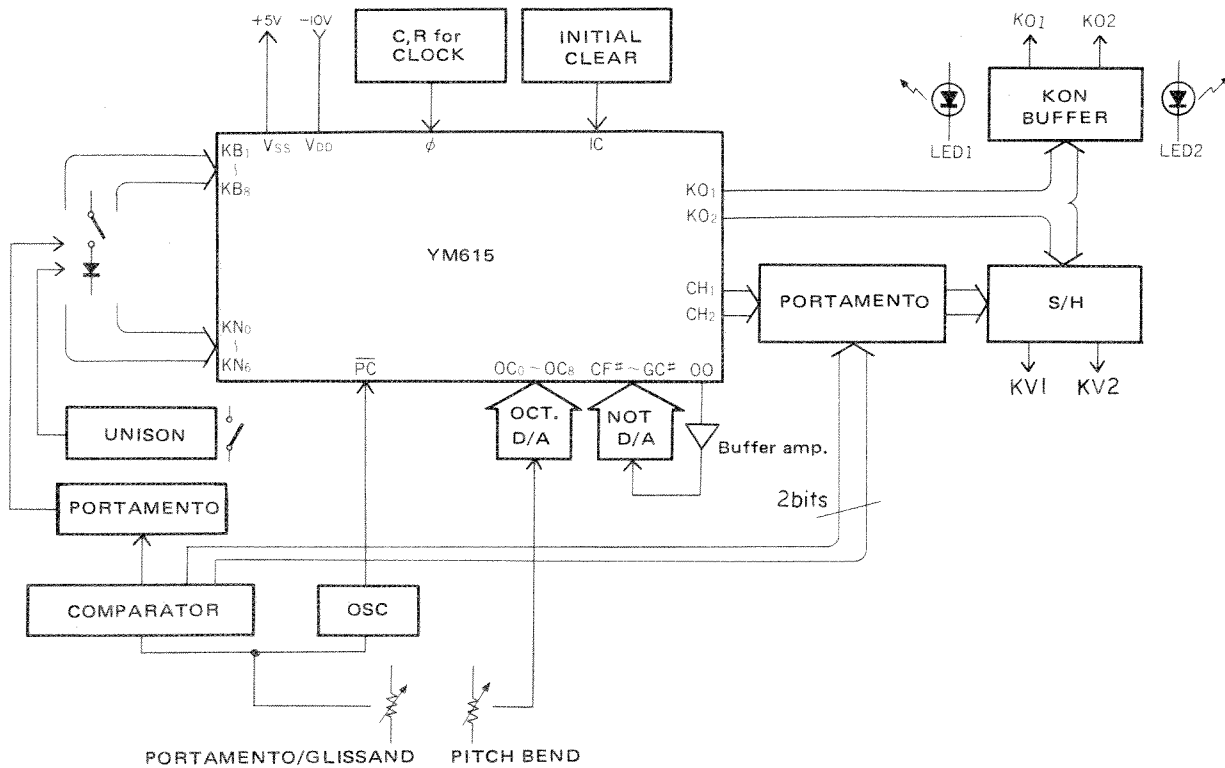 +5V
-10V
C,R for
CLOCK
INITIAL
CLEAR
KO1
KO2
KON
BUFFER
LED1
LED2
VSS
VDD
φ
IC
KB1
~
KB8
KO1
KO2
YM615
CH1
CH2
PORTAMENTO
S/H
KN0
~
KN6
PC
OC0 ~ OC8
CF# ~ GC#
OO
KV1
KV2
UNISON
OCT.
D/A
NOT
D/A
Buffer amp.
PORTAMENTO
2bits
COMPARATOR
OSC
PORTAMENTO/GLISSAND
PITCH BEND